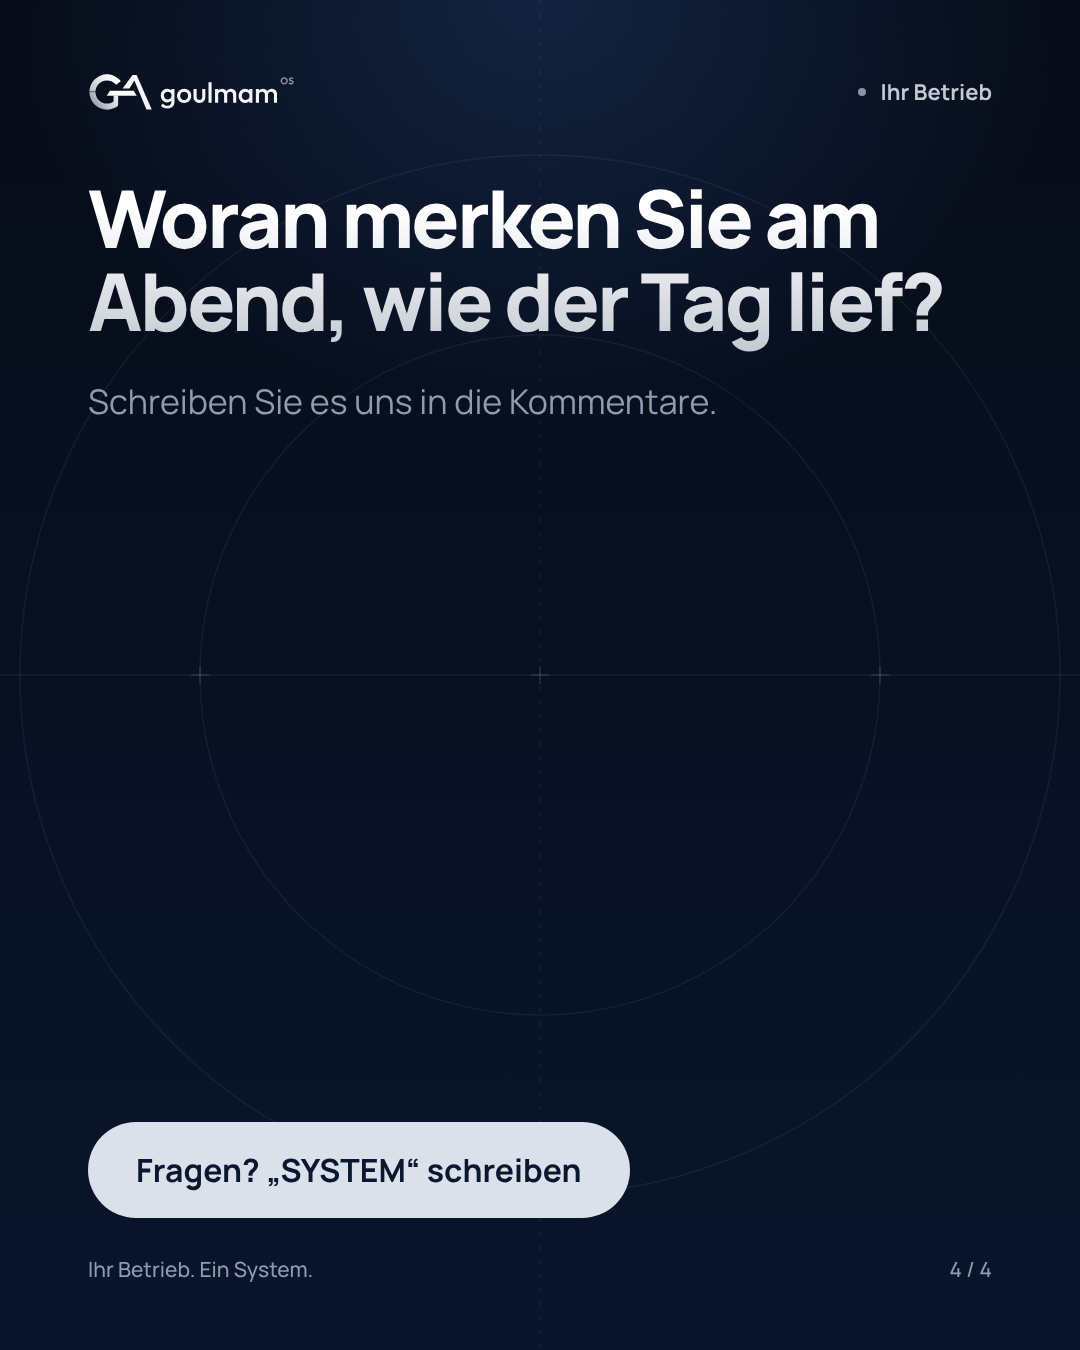 GA goulmam OS
Ihr Betrieb
Woran merken Sie am
Abend, wie der Tag lief?
Schreiben Sie es uns in die Kommentare.
Fragen? „SYSTEM“ schreiben
Ihr Betrieb. Ein System.
4 / 4